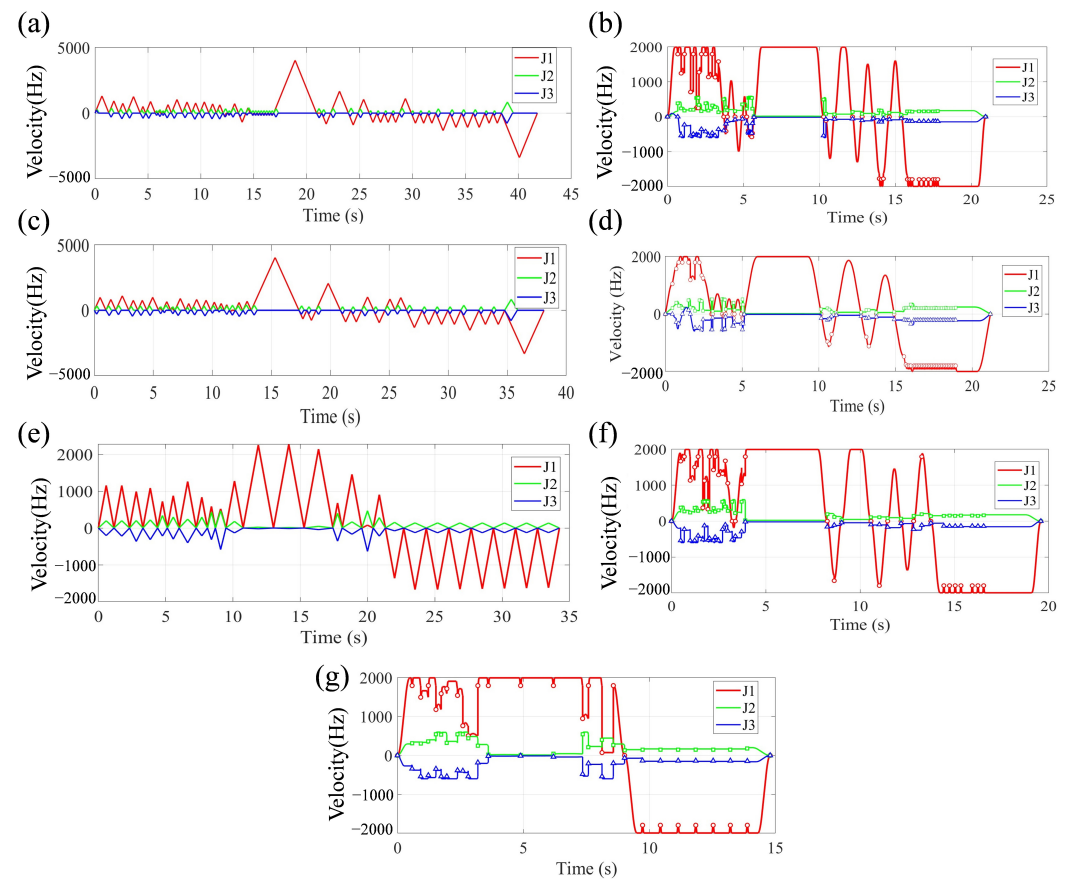 (a)
5000
0
−5000
Velocity(Hz)
0 5 10 15 20 25 30 35 40 45
Time (s)
J1
J2
J3
(b)
2000
1000
0
−1000
−2000
Velocity(Hz)
0 5 10 15 20 25
Time (s)
J1
J2
J3
(c)
5000
0
−5000
Velocity(Hz)
0 5 10 15 20 25 30 35 40
Time (s)
J1
J2
J3
(d)
2000
0
−2000
Velocity (Hz)
0 5 10 15 20 25
Time (s)
J1
J2
J3
(e)
2000
1000
0
−1000
−2000
Velocity(Hz)
0 5 10 15 20 25 30 35
Time (s)
J1
J2
J3
(f)
2000
1000
0
−1000
−2000
Velocity(Hz)
0 5 10 15 20
Time (s)
J1
J2
J3
(g)
2000
1000
0
−1000
−2000
Velocity(Hz)
0 5 10 15
Time (s)
J1
J2
J3